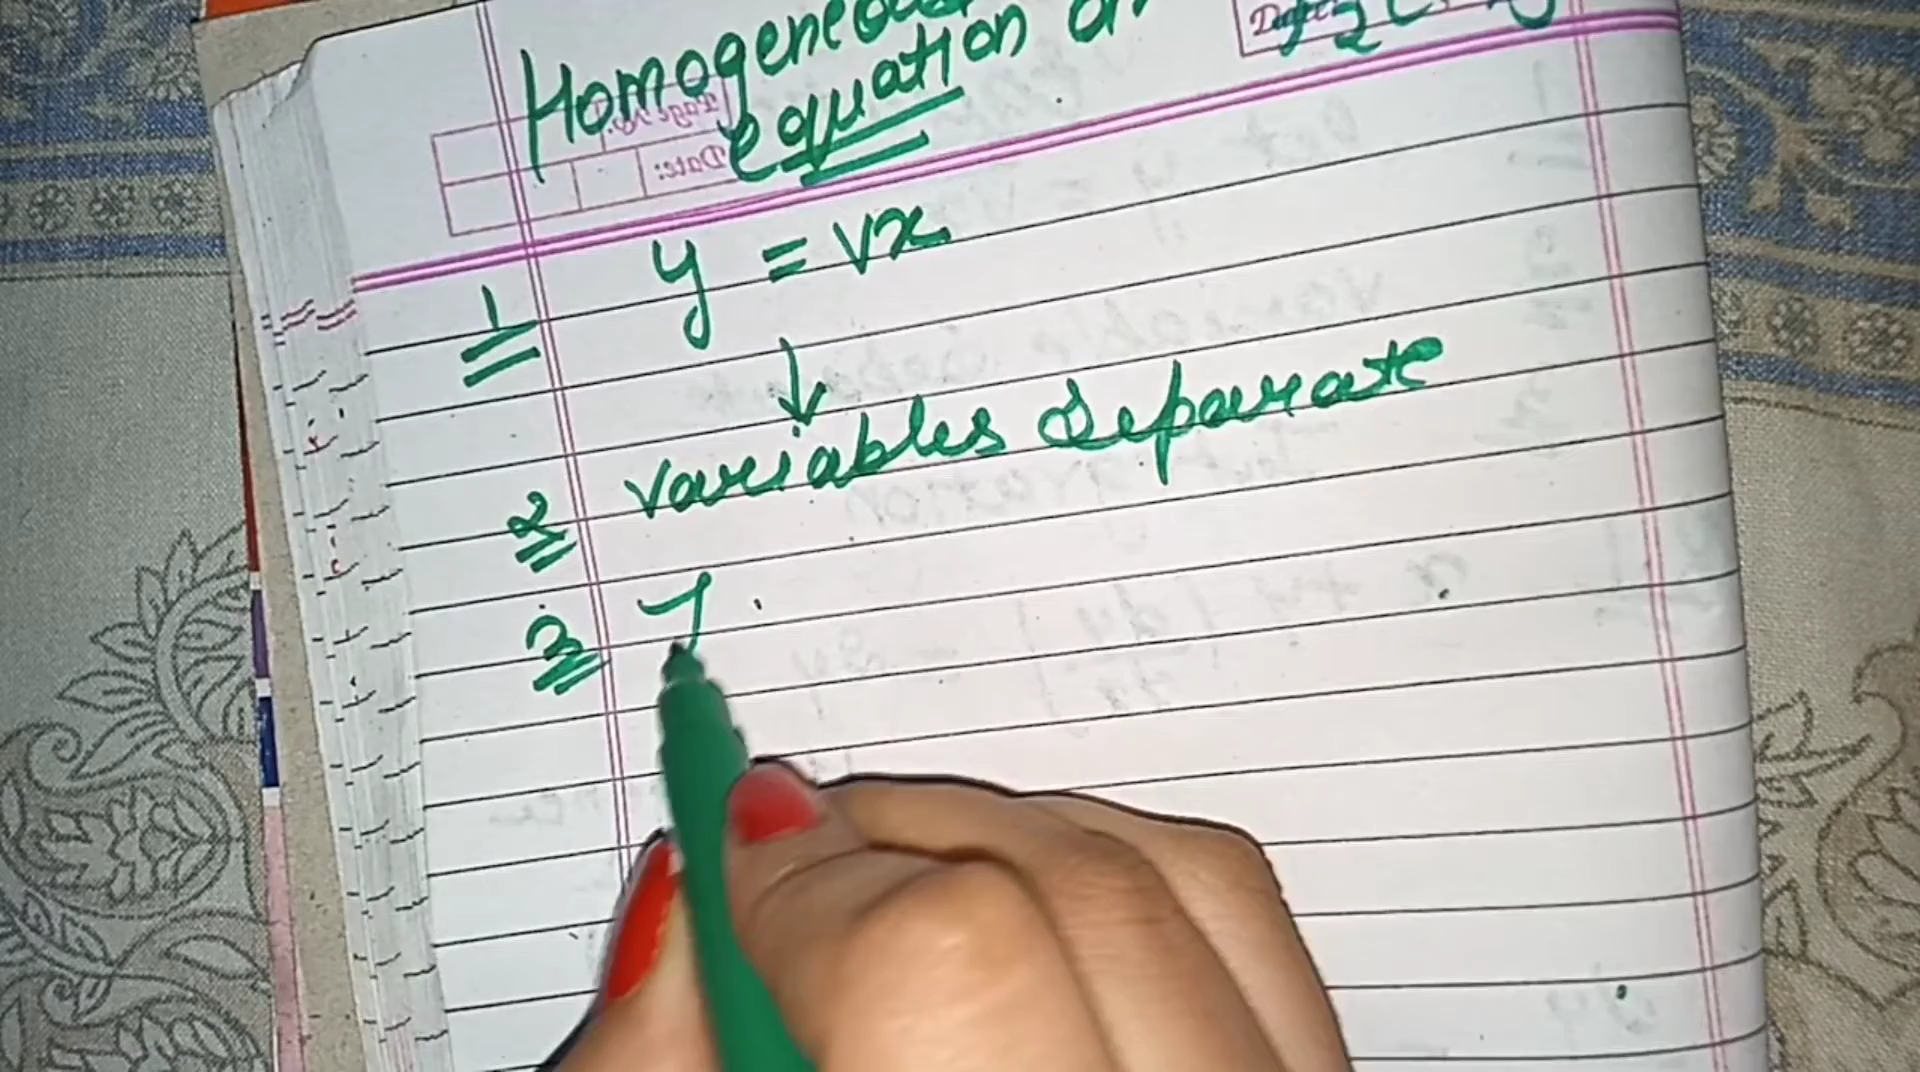 Homogeneous
equation
1 y = vx
↓
2 variables separate
3